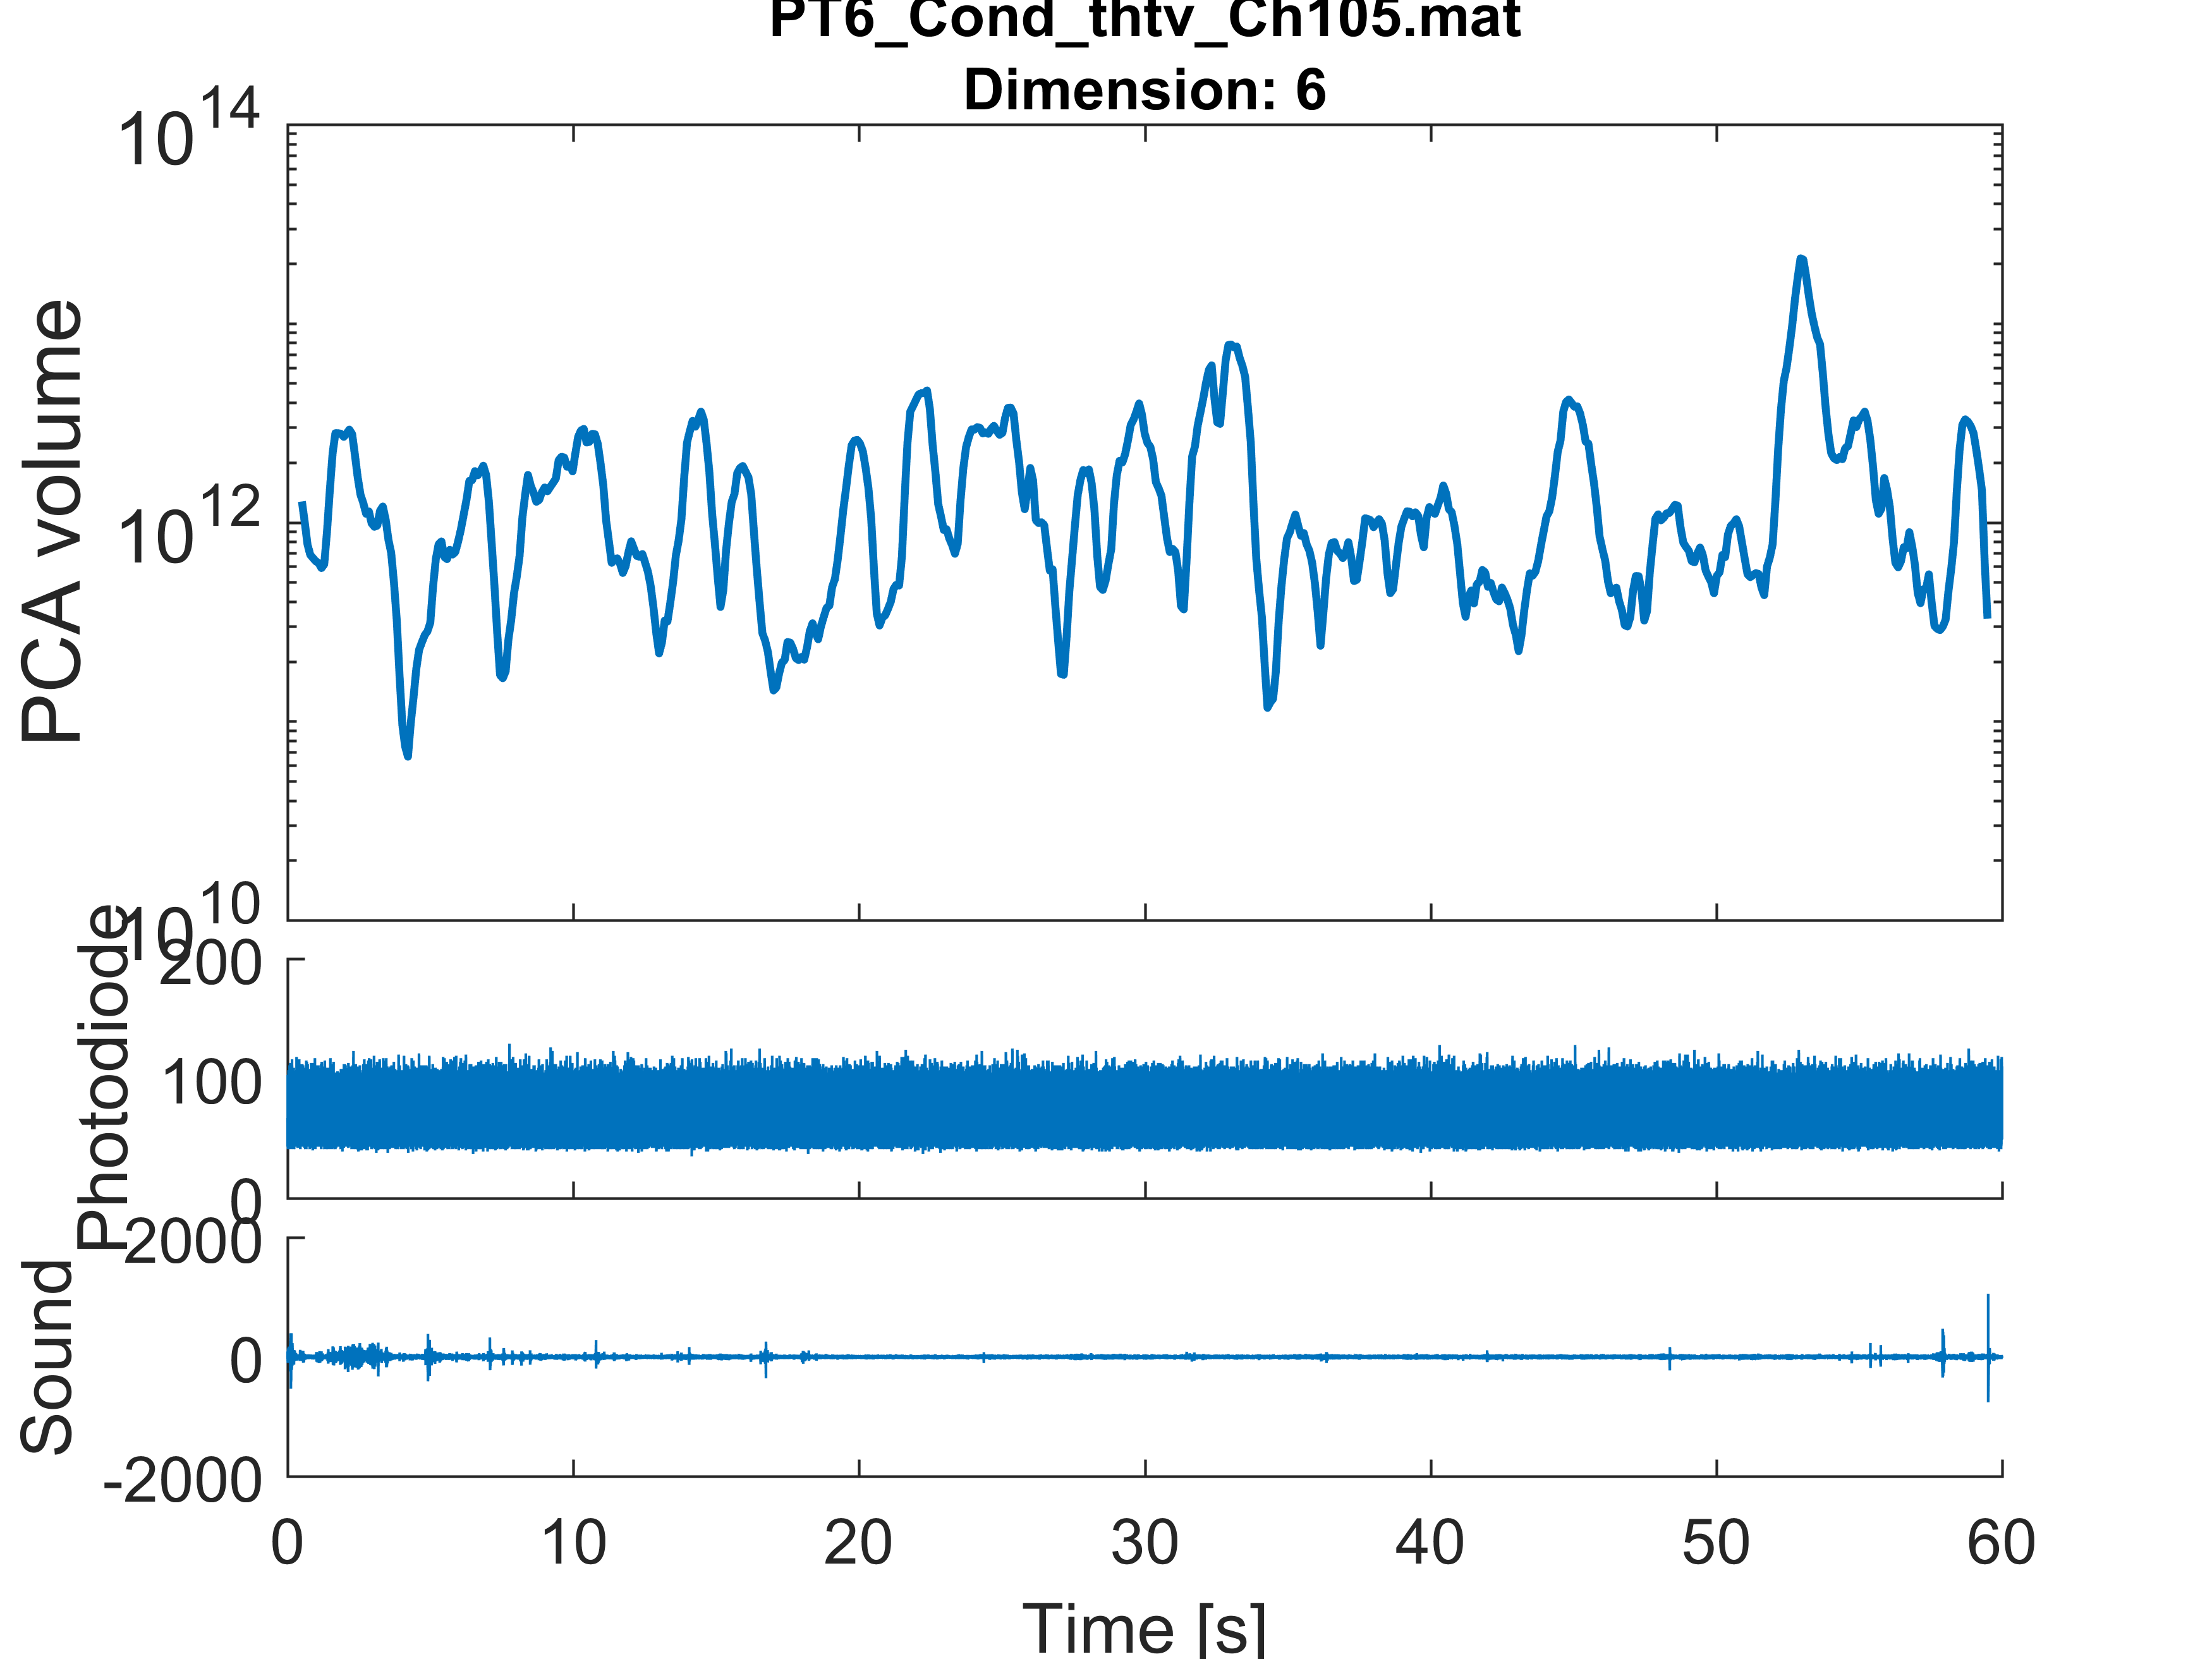 PT6_Cond_thtv_Ch105.mat
Dimension: 6
10^14
10^12
10^10
PCA volume
200
100
0
Photodiode
2000
0
-2000
Sound
0 10 20 30 40 50 60
Time [s]